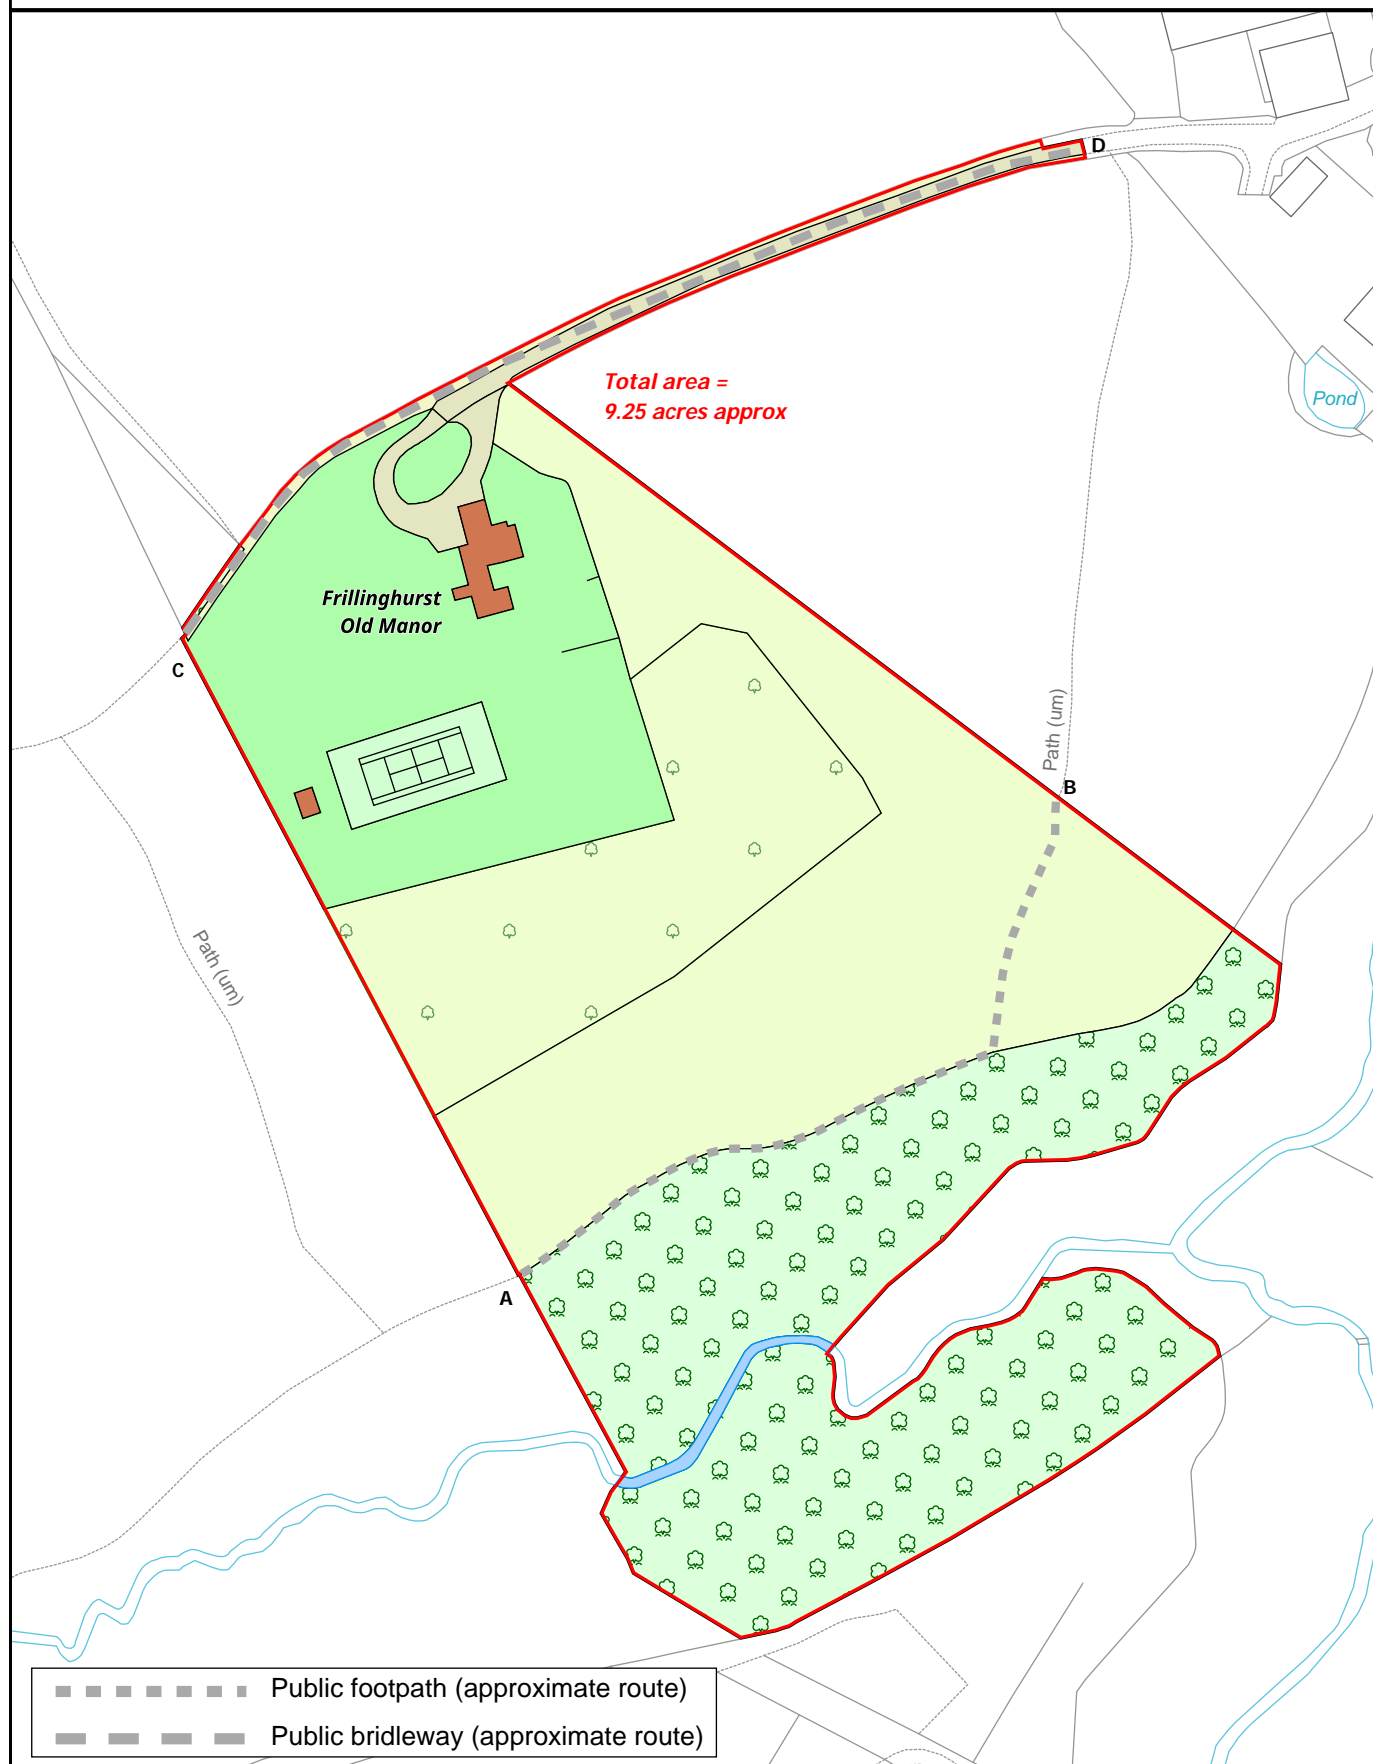 D
Total area =
9.25 acres approx
Pond
Frillinghurst
Old Manor
C
Path (um)
B
Path (um)
A
Public footpath (approximate route)
Public bridleway (approximate route)